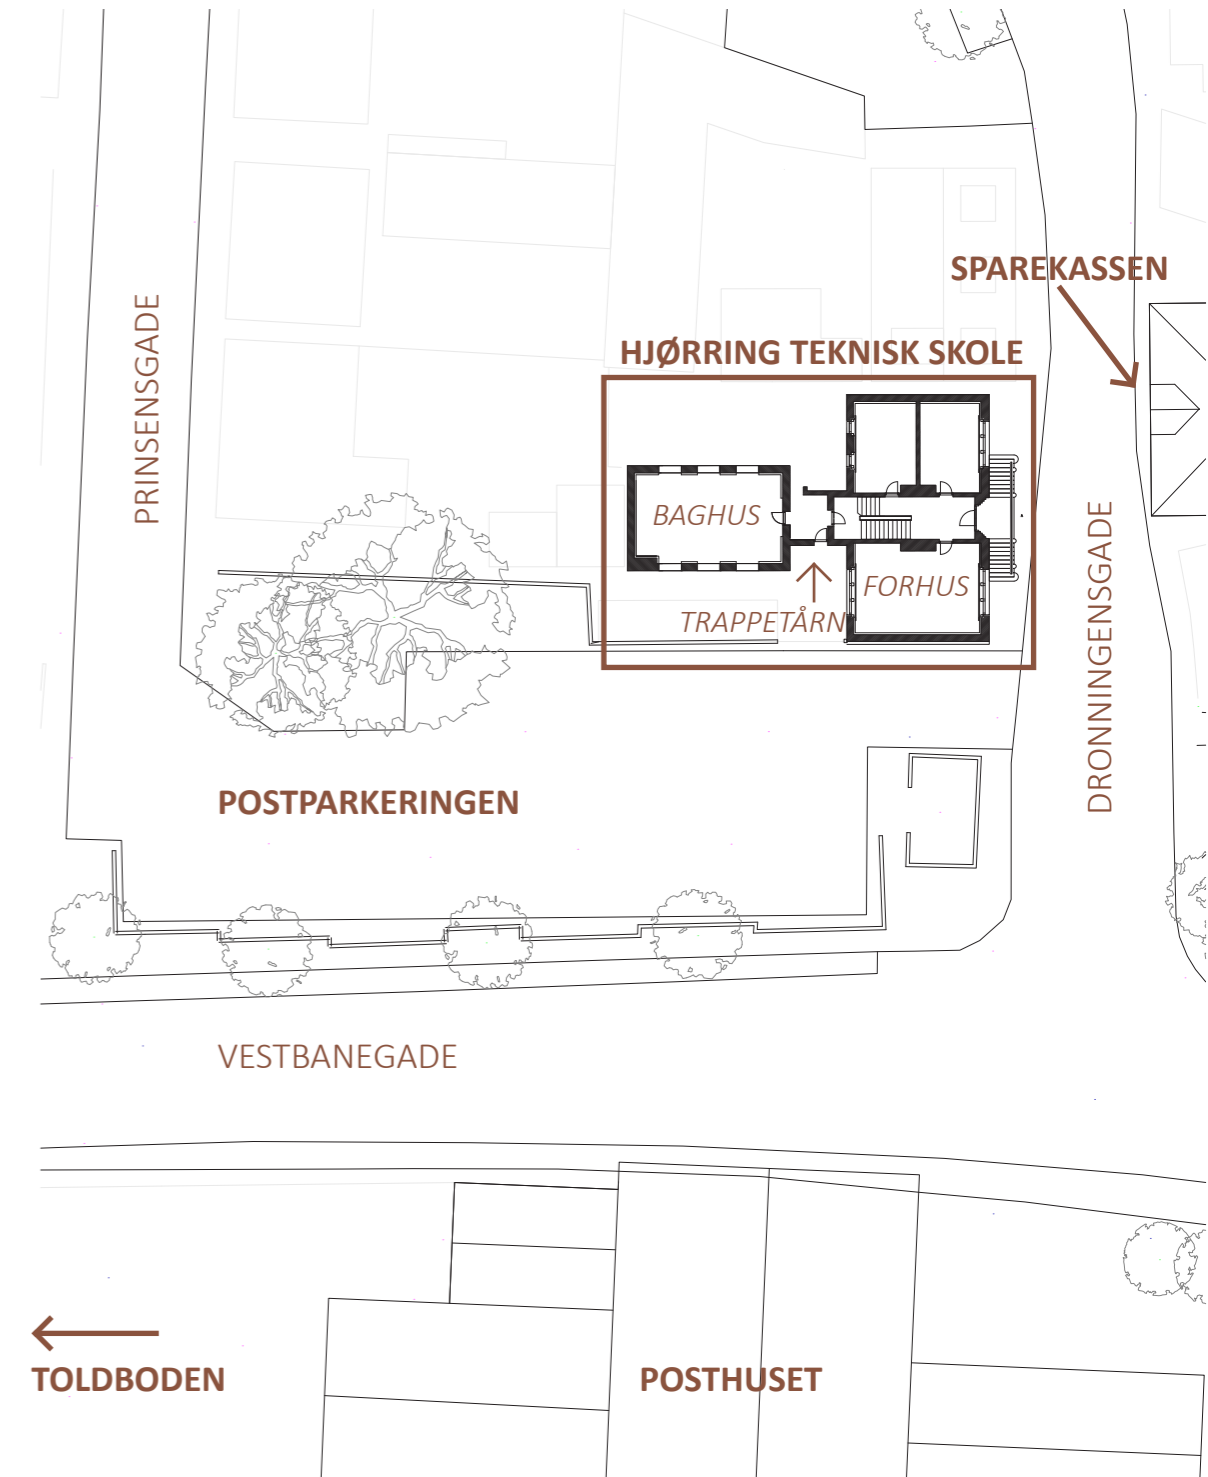 SPAREKASSEN
PRINSENSGADE
HJØRRING TEKNISK SKOLE
BAGHUS
FORHUS
TRAPPETÅRN
DRONNINGENSGADE
POSTPARKERINGEN
VESTBANEGADE
TOLDBODEN
POSTHUSET